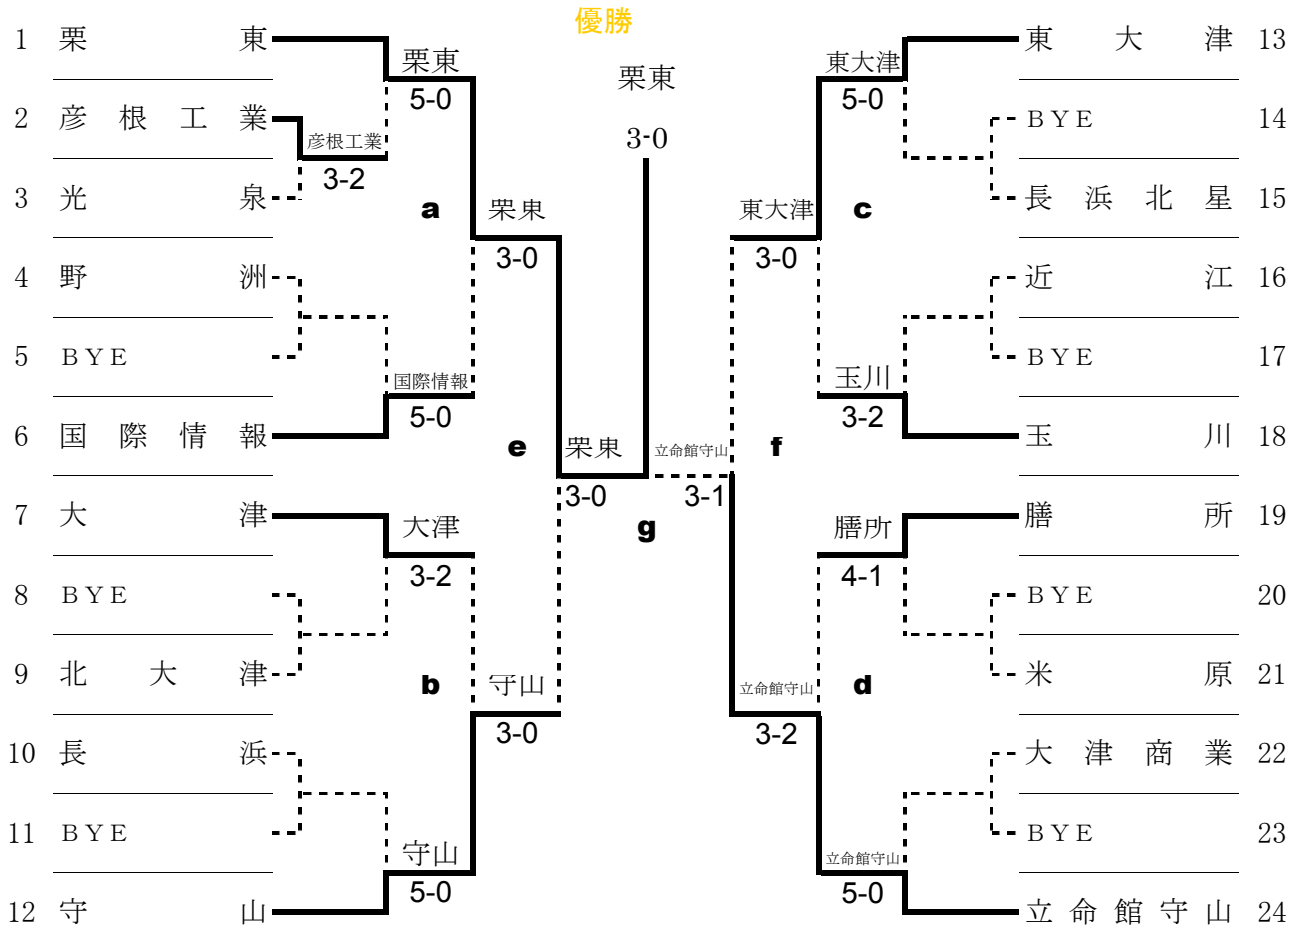 優勝
栗東
3-0
1 栗東
2 彦根工業
3 光泉
4 野洲
5 BYE
6 国際情報
7 大津
8 BYE
9 北大津
10 長浜
11 BYE
12 守山
彦根工業
3-2
栗東
5-0
国際情報
5-0
大津
3-2
守山
5-0
a
b
栗東
3-0
守山
3-0
e
栗東
3-0
g
立命館守山
3-1
f
東大津
3-0
立命館守山
3-2
c
d
東大津
5-0
玉川
3-2
膳所
4-1
立命館守山
5-0
東大津 13
BYE 14
長浜北星 15
近江 16
BYE 17
玉川 18
膳所 19
BYE 20
米原 21
大津商業 22
BYE 23
立命館守山 24